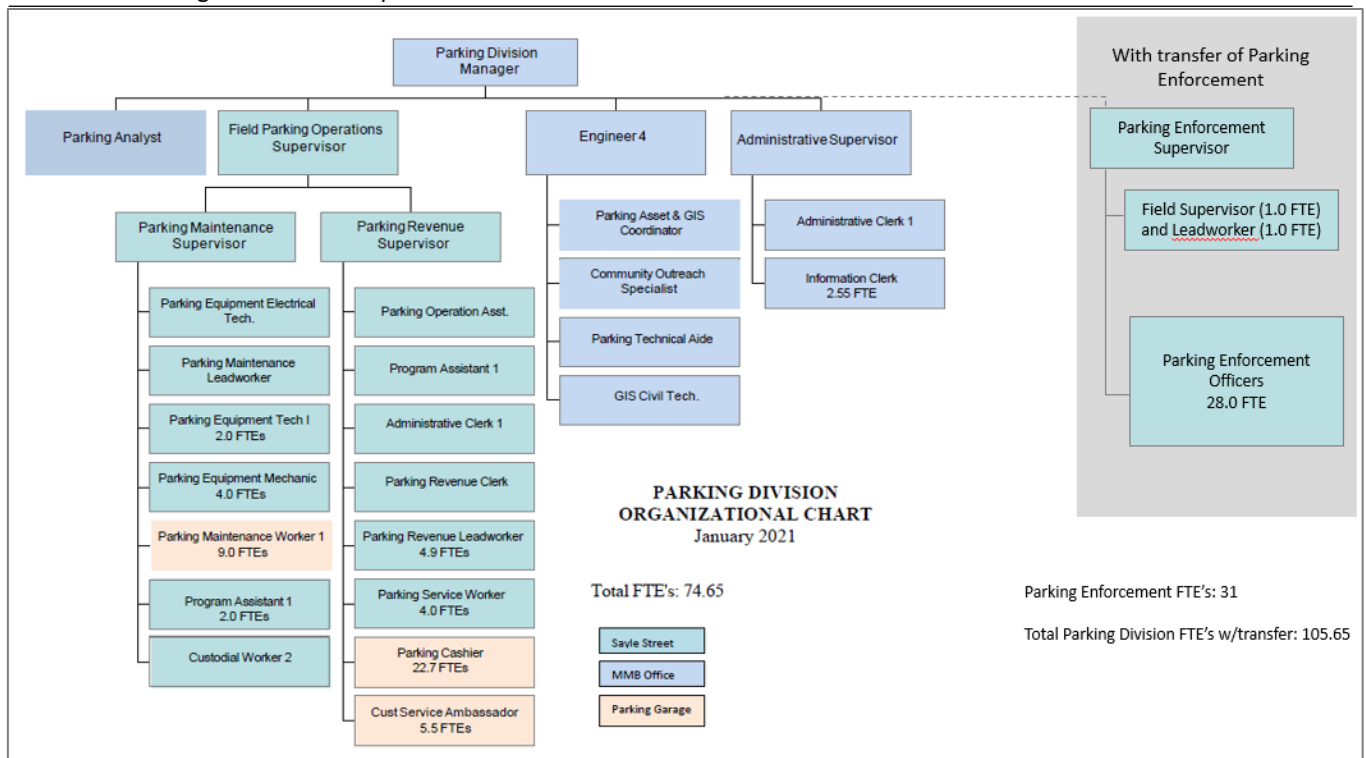 Parking Division
Manager
Parking Analyst
Field Parking Operations
Supervisor
Engineer 4
Administrative Supervisor
Parking Maintenance
Supervisor
Parking Revenue
Supervisor
Parking Equipment Electrical
Tech.
Parking Maintenance
Leadworker
Parking Equipment Tech I
2.0 FTEs
Parking Equipment Mechanic
4.0 FTEs
Parking Maintenance Worker 1
9.0 FTEs
Program Assistant 1
2.0 FTEs
Custodial Worker 2
Parking Operation Asst.
Program Assistant 1
Administrative Clerk 1
Parking Revenue Clerk
Parking Revenue Leadworker
4.9 FTEs
Parking Service Worker
4.0 FTEs
Parking Cashier
22.7 FTEs
Cust Service Ambassador
5.5 FTEs
Parking Asset & GIS
Coordinator
Community Outreach
Specialist
Parking Technical Aide
GIS Civil Tech.
Administrative Clerk 1
Information Clerk
2.55 FTE
With transfer of Parking
Enforcement
Parking Enforcement
Supervisor
Field Supervisor (1.0 FTE)
and Leadworker (1.0 FTE)
Parking Enforcement
Officers
28.0 FTE
PARKING DIVISION
ORGANIZATIONAL CHART
January 2021
Total FTE's: 74.65
Sayle Street
MMB Office
Parking Garage
Parking Enforcement FTE’s: 31
Total Parking Division FTE’s w/transfer: 105.65